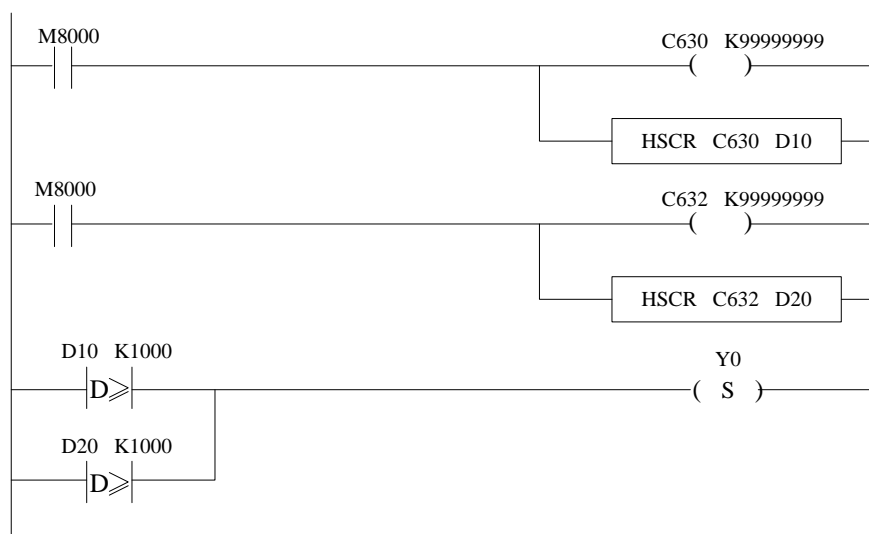 M8000
C630 K99999999
( )
HSCR C630 D10
M8000
C632 K99999999
( )
HSCR C632 D20
D10 K1000
Y0
D≥
( S )
D20 K1000
D≥